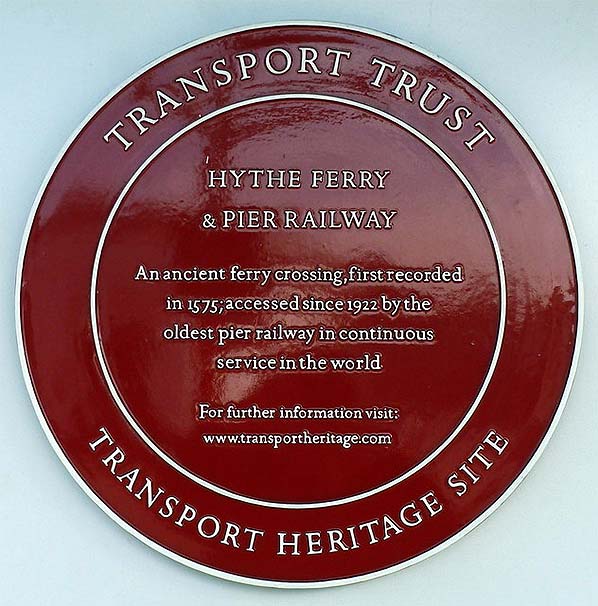 TRANSPORT TRUST
HYTHE FERRY
& PIER RAILWAY
An ancient ferry crossing, first recorded
in 1575; accessed since 1922 by the
oldest pier railway in continuous
service in the world
For further information visit:
www.transportheritage.com
TRANSPORT HERITAGE SITE